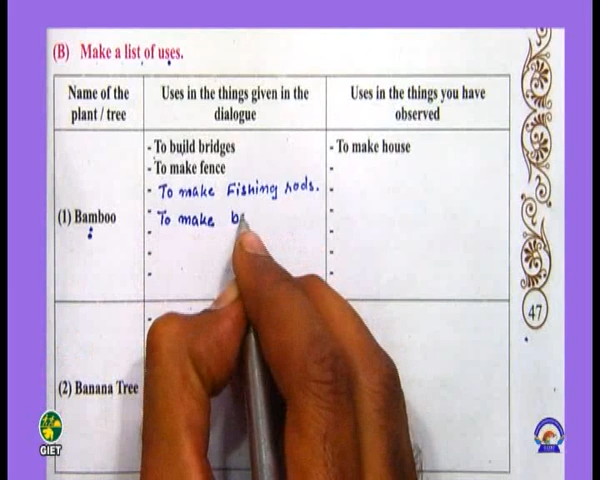 (B) Make a list of uses.
Name of the plant / tree
Uses in the things given in the dialogue
Uses in the things you have observed
(1) Bamboo
- To build bridges
- To make fence
- To make Fishing rods.
- To make
- To make house
(2) Banana Tree
47
GIET